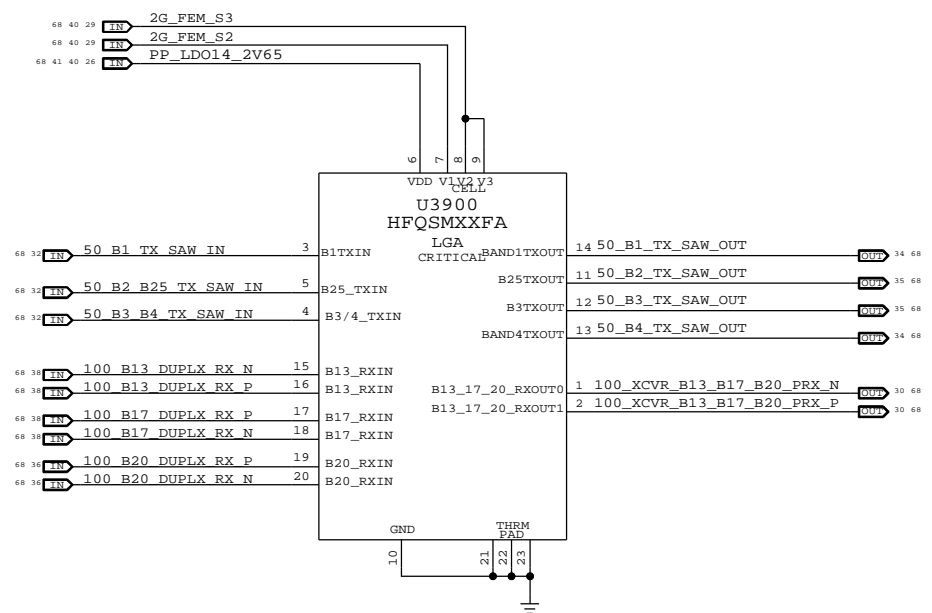 68 40 29 IN 2G_FEM_S3
68 40 29 IN 2G_FEM_S2
68 41 40 26 IN PP_LDO14_2V65
6 7 8 9
VDD V1 V2 V3
CELL
U3900
HFQSMXXFA
LGA
CRITICAL
68 32 IN 50_B1_TX_SAW_IN 3 B1TXIN
BAND1TXOUT 14 50_B1_TX_SAW_OUT OUT 34 68
68 32 IN 50_B2_B25_TX_SAW_IN 5 B25_TXIN
B25TXOUT 11 50_B2_TX_SAW_OUT OUT 35 68
68 32 IN 50_B3_B4_TX_SAW_IN 4 B3/4_TXIN
B3TXOUT 12 50_B3_TX_SAW_OUT OUT 35 68
BAND4TXOUT 13 50_B4_TX_SAW_OUT OUT 34 68
68 38 IN 100_B13_DUPLX_RX_N 15 B13_RXIN
68 38 IN 100_B13_DUPLX_RX_P 16 B13_RXIN
B13_17_20_RXOUT0 1 100_XCVR_B13_B17_B20_PRX_N OUT 30 68
B13_17_20_RXOUT1 2 100_XCVR_B13_B17_B20_PRX_P OUT 30 68
68 38 IN 100_B17_DUPLX_RX_P 17 B17_RXIN
68 38 IN 100_B17_DUPLX_RX_N 18 B17_RXIN
68 36 IN 100_B20_DUPLX_RX_P 19 B20_RXIN
68 36 IN 100_B20_DUPLX_RX_N 20 B20_RXIN
GND
THRM
PAD
10 21 22 23